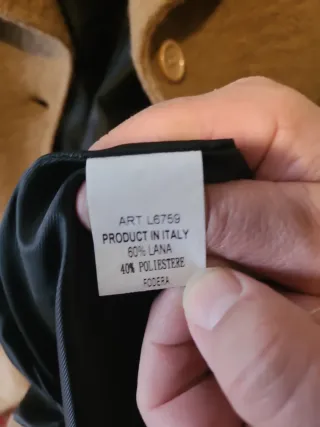 ART. L6759
PRODUCT IN ITALY
60% LANA
40% POLIESTERE
FODERA